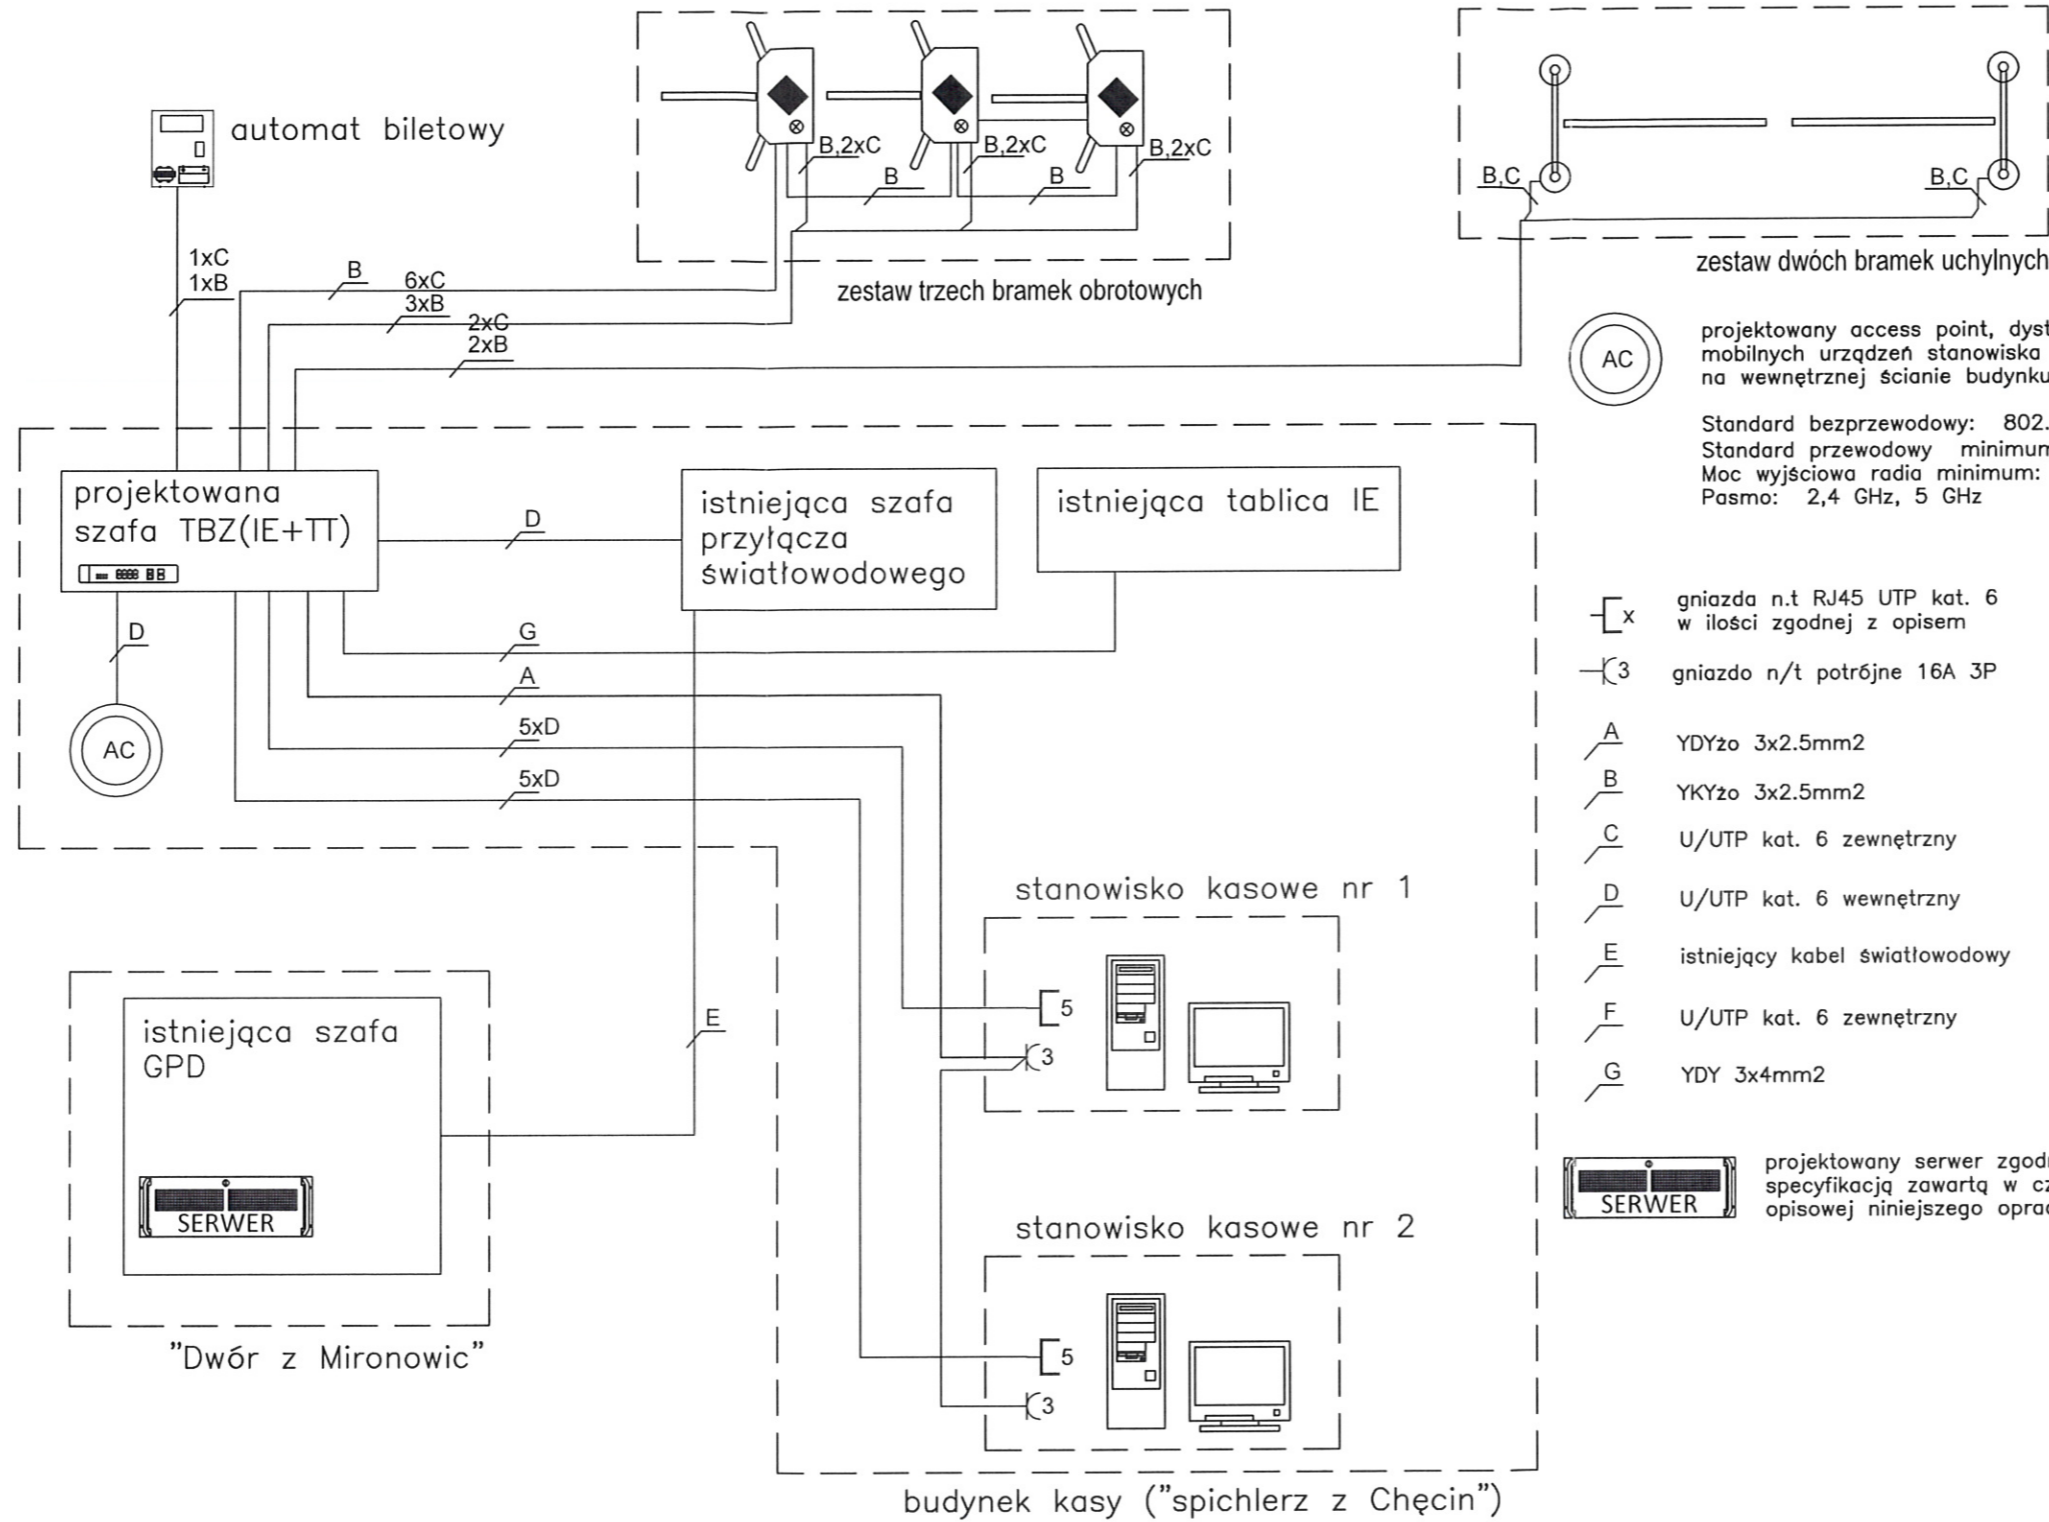 automat biletowy
1xC
1xB
B
6xC
3xB
2xC
2xB
B,2xC
B,2xC
B,2xC
B
B
zestaw trzech bramek obrotowych
B,C
B,C
zestaw dwóch bramek uchylnych
AC
projektowany access point, dyst
mobilnych urządzeń stanowiska
na wewnętrznej ścianie budynku
Standard bezprzewodowy: 802.
Standard przewodowy minimum
Moc wyjściowa radia minimum:
Pasmo: 2,4 GHz, 5 GHz
projektowana
szafa TBZ(IE+TT)
D
istniejąca szafa
przyłącza
światłowodowego
istniejąca tablica IE
D
AC
G
A
5xD
5xD
E
x
gniazda n.t RJ45 UTP kat. 6
w ilości zgodnej z opisem
3
gniazdo n/t potrójne 16A 3P
A YDYżo 3x2.5mm2
B YKYżo 3x2.5mm2
C U/UTP kat. 6 zewnętrzny
D U/UTP kat. 6 wewnętrzny
E istniejący kabel światłowodowy
F U/UTP kat. 6 zewnętrzny
G YDY 3x4mm2
SERWER
projektowany serwer zgodn
specyfikacją zawartą w cz
opisowej niniejszego oprac
stanowisko kasowe nr 1
5
3
stanowisko kasowe nr 2
5
3
istniejąca szafa
GPD
SERWER
"Dwór z Mironowic"
budynek kasy ("spichlerz z Chęcin")